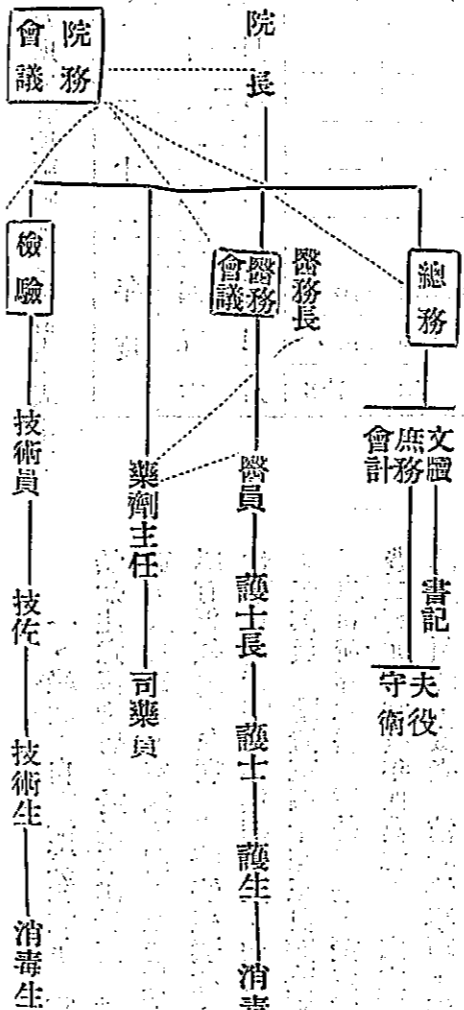 院長
院務
會議
總務
文牘
庶務
會計
書記
夫役
守衛
醫務長
醫務
會議
醫員
護士長
護士
護生
消毒
藥劑主任
司藥員
檢驗
技術員
技佐
技術生
消毒生